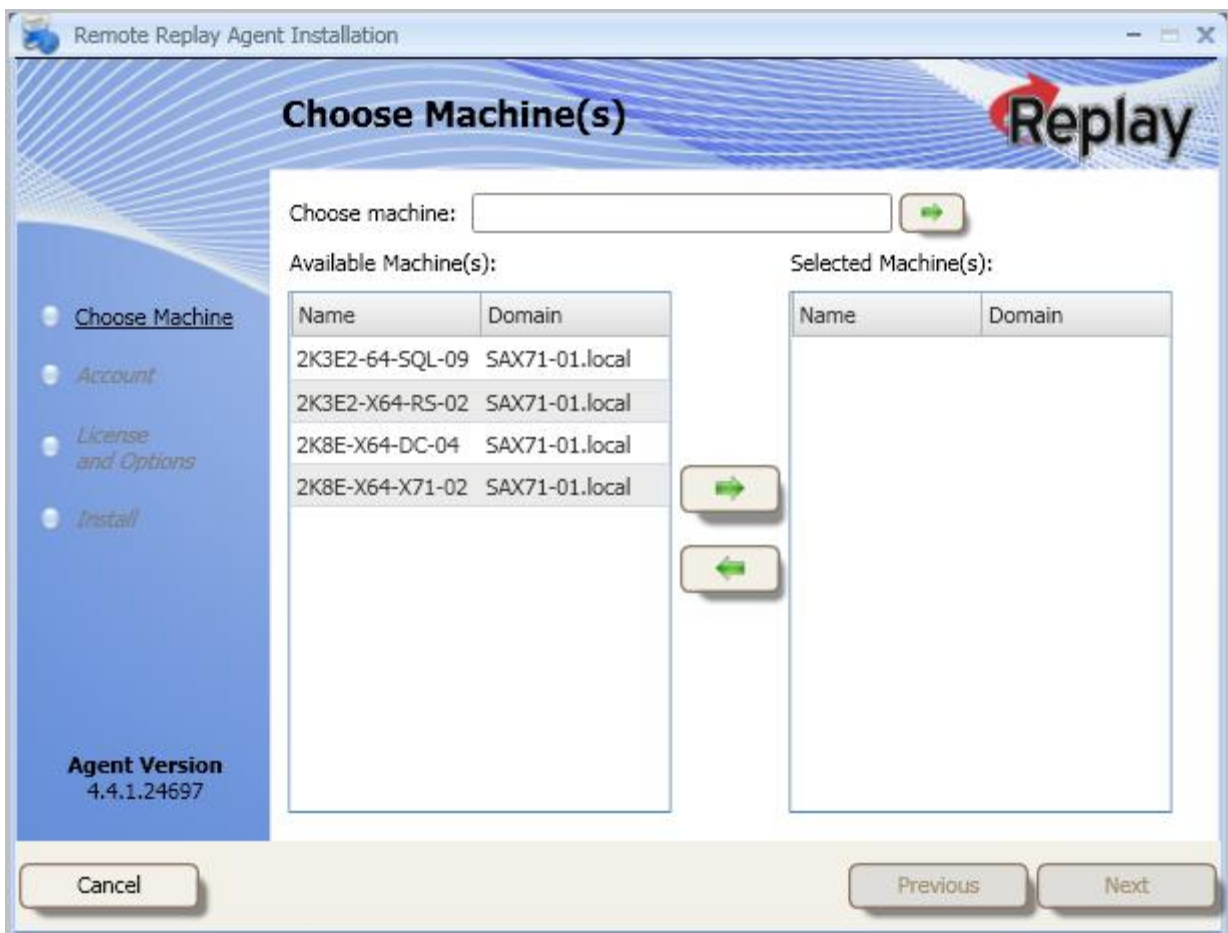 Remote Replay Agent Installation
Choose Machine(s)
Replay
Choose machine:
Available Machine(s):
Selected Machine(s):
Choose Machine
Account
License
and Options
Install
Name Domain
2K3E2-64-SQL-09 SAX71-01.local
2K3E2-X64-RS-02 SAX71-01.local
2K8E-X64-DC-04 SAX71-01.local
2K8E-X64-X71-02 SAX71-01.local
Name Domain
Agent Version
4.4.1.24697
Cancel
Previous
Next